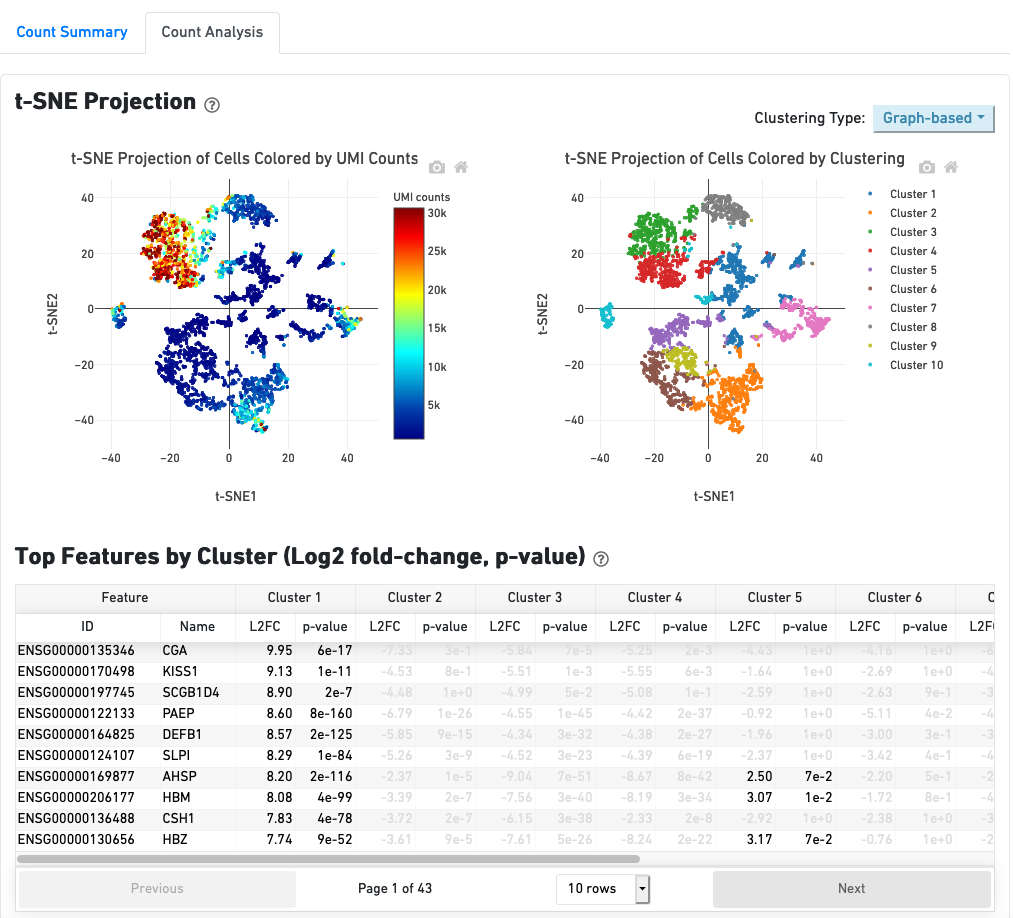 Count Summary Count Analysis
t-SNE Projection ?
Clustering Type: Graph-based
t-SNE Projection of Cells Colored by UMI Counts
UMI counts
30k
25k
20k
15k
10k
5k
40
20
0
−20
−40
−40 −20 0 20 40
t-SNE2
t-SNE1
t-SNE Projection of Cells Colored by Clustering
Cluster 1
Cluster 2
Cluster 3
Cluster 4
Cluster 5
Cluster 6
Cluster 7
Cluster 8
Cluster 9
Cluster 10
40
20
0
−20
−40
−40 −20 0 20 40
t-SNE2
t-SNE1
Top Features by Cluster (Log2 fold-change, p-value) ?
Feature Cluster 1 Cluster 2 Cluster 3 Cluster 4 Cluster 5 Cluster 6 C
ID Name L2FC p-value L2FC p-value L2FC p-value L2FC p-value L2FC p-value L2FC p-value L2F
ENSG00000135346 CGA 9.95 6e-17 -7.33 3e-1 -5.84 7e-5 -5.25 2e-3 -4.43 1e+0 -4.16 1e+0 -6
ENSG00000170498 KISS1 9.13 1e-11 -4.53 8e-1 -5.51 1e-3 -5.55 6e-3 -1.64 1e+0 -2.69 1e+0 -4
ENSG00000197745 SCGB1D4 8.90 2e-7 -4.48 1e+0 -4.99 5e-2 -5.08 1e-1 -2.59 1e+0 -2.63 9e-1 -3
ENSG00000122133 PAEP 8.60 8e-160 -6.79 1e-26 -4.55 1e-45 -4.42 2e-37 -0.92 1e+0 -5.11 4e-2 -4
ENSG00000164825 DEFB1 8.57 2e-125 -5.85 9e-15 -4.34 3e-32 -4.38 2e-27 -1.96 1e+0 -3.00 3e-1 -3
ENSG00000124107 SLPI 8.29 1e-84 -5.26 3e-9 -4.52 3e-23 -4.39 6e-19 -2.37 1e+0 -3.42 4e-1 -4
ENSG00000169877 AHSP 8.20 2e-116 -2.37 1e-5 -9.04 7e-51 -8.67 8e-42 2.50 7e-2 -2.20 5e-1 -2
ENSG00000206177 HBM 8.08 4e-99 -3.39 2e-7 -7.56 3e-40 -8.19 3e-34 3.07 1e-2 -1.72 8e-1 -4
ENSG00000136488 CSH1 7.83 4e-78 -3.72 2e-7 -6.15 3e-38 -2.33 2e-8 -2.92 1e+0 -2.38 1e+0 -3
ENSG00000130656 HBZ 7.74 9e-52 -3.61 9e-5 -7.61 5e-26 -8.24 2e-22 3.17 7e-2 -0.76 1e+0 -2
Previous Page 1 of 43 10 rows Next